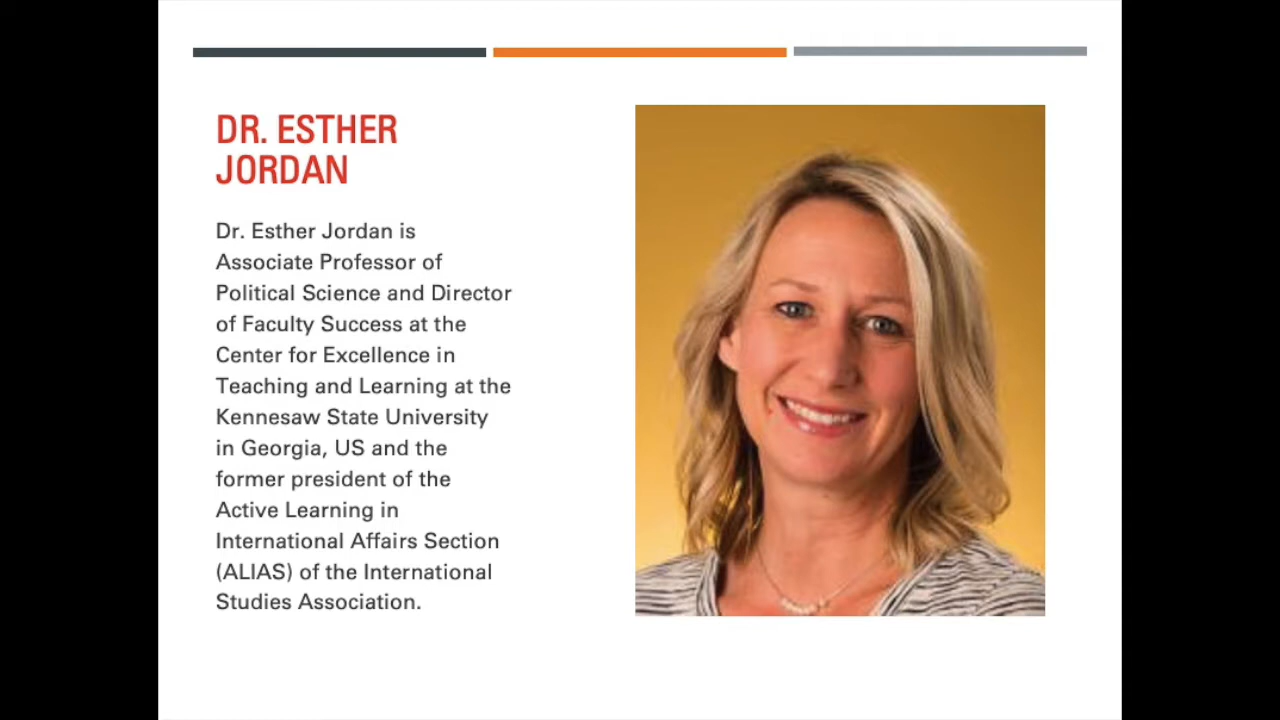 DR. ESTHER
JORDAN
Dr. Esther Jordan is
Associate Professor of
Political Science and Director
of Faculty Success at the
Center for Excellence in
Teaching and Learning at the
Kennesaw State University
in Georgia, US and the
former president of the
Active Learning in
International Affairs Section
(ALIAS) of the International
Studies Association.